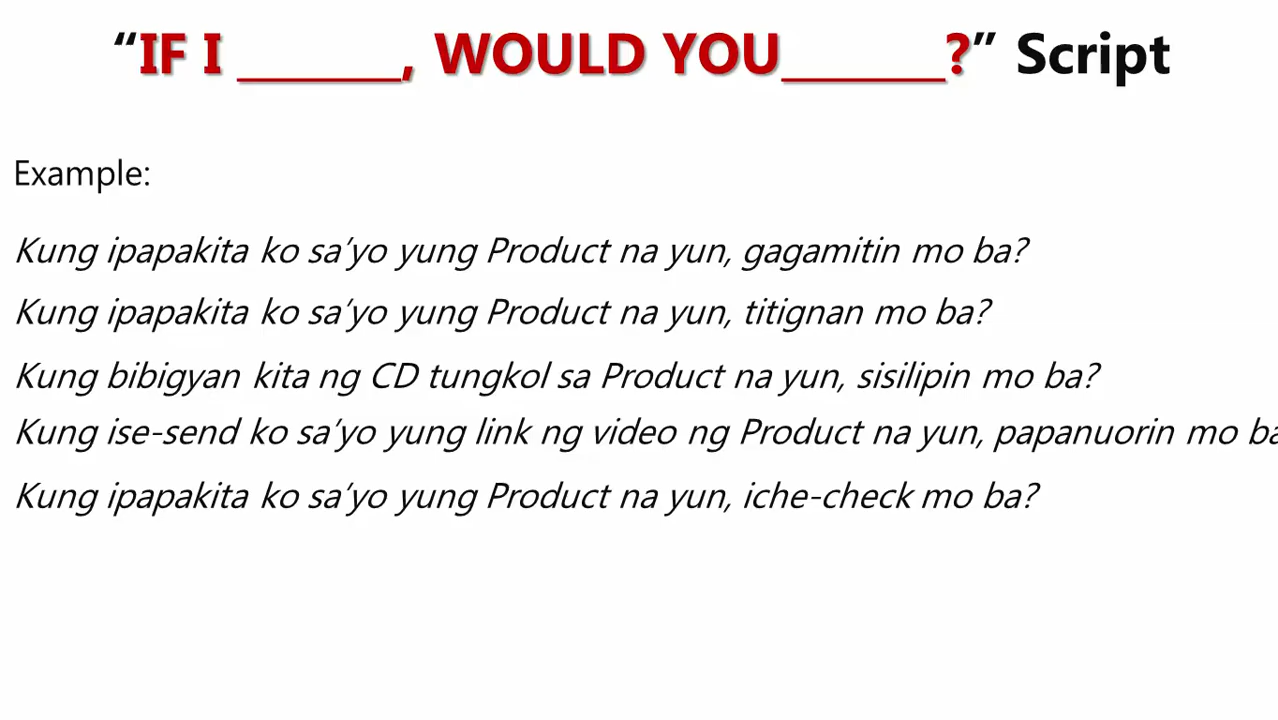 “IF I ______, WOULD YOU______?” Script
Example:
Kung ipapakita ko sa’yo yung Product na yun, gagamitin mo ba?
Kung ipapakita ko sa’yo yung Product na yun, titignan mo ba?
Kung bibigyan kita ng CD tungkol sa Product na yun, sisilipin mo ba?
Kung ise-send ko sa’yo yung link ng video ng Product na yun, papanuorin mo ba
Kung ipapakita ko sa’yo yung Product na yun, iche-check mo ba?